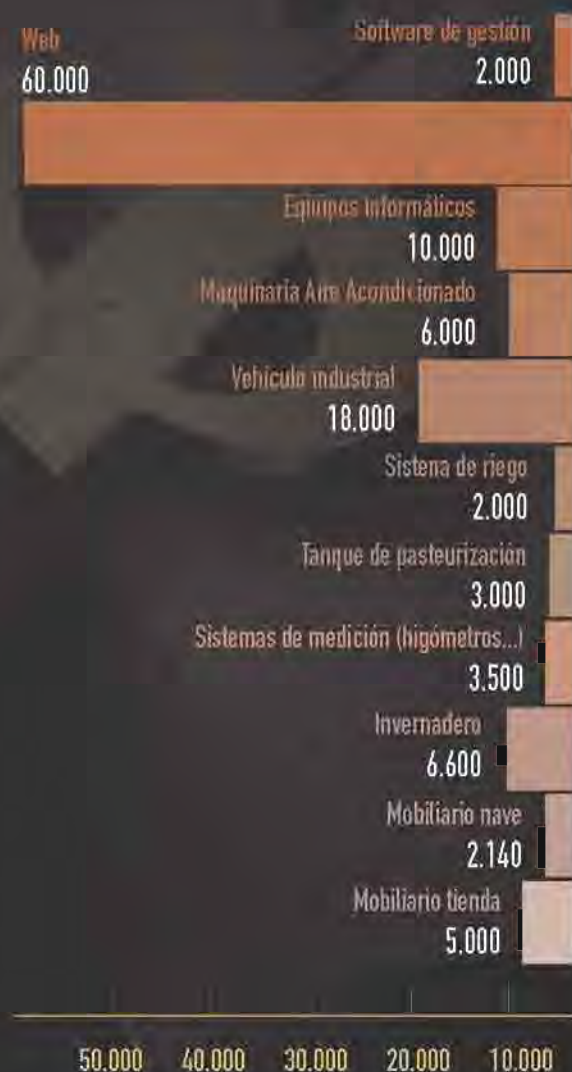 Software de gestión
2.000
Web
60.000
Equipos informáticos
10.000
Maquinaria Aire Acondicionado
6.000
Vehículo industrial
18.000
Sistena de riego
2.000
Tanque de pasteurización
3.000
Sistemas de medición (higómetros...)
3.500
Invernadero
6.600
Mobiliario nave
2.140
Mobiliario tienda
5.000
50.000 40.000 30.000 20.000 10.000